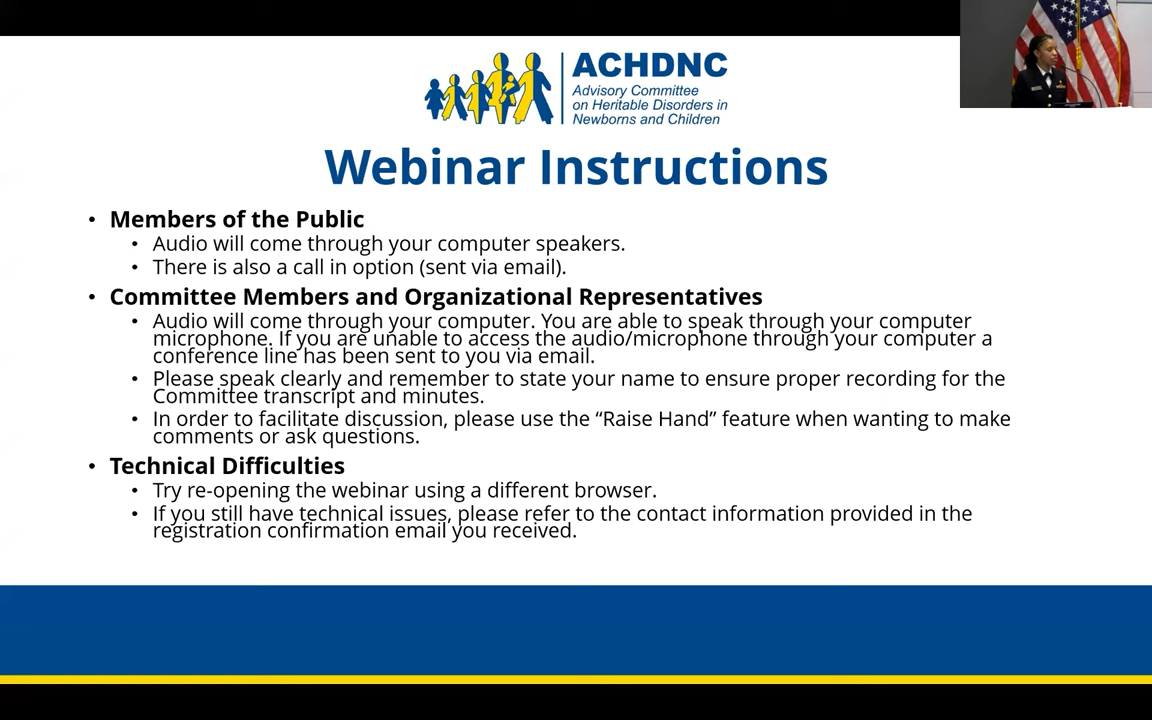 ACHDNC
Advisory Committee
on Heritable Disorders in
Newborns and Children
Webinar Instructions
• Members of the Public
• Audio will come through your computer speakers.
• There is also a call in option (sent via email).
• Committee Members and Organizational Representatives
• Audio will come through your computer. You are able to speak through your computer
microphone. If you are unable to access the audio/microphone through your computer a
conference line has been sent to you via email.
• Please speak clearly and remember to state your name to ensure proper recording for the
Committee transcript and minutes.
• In order to facilitate discussion, please use the “Raise Hand” feature when wanting to make
comments or ask questions.
• Technical Difficulties
• Try re-opening the webinar using a different browser.
• If you still have technical issues, please refer to the contact information provided in the
registration confirmation email you received.